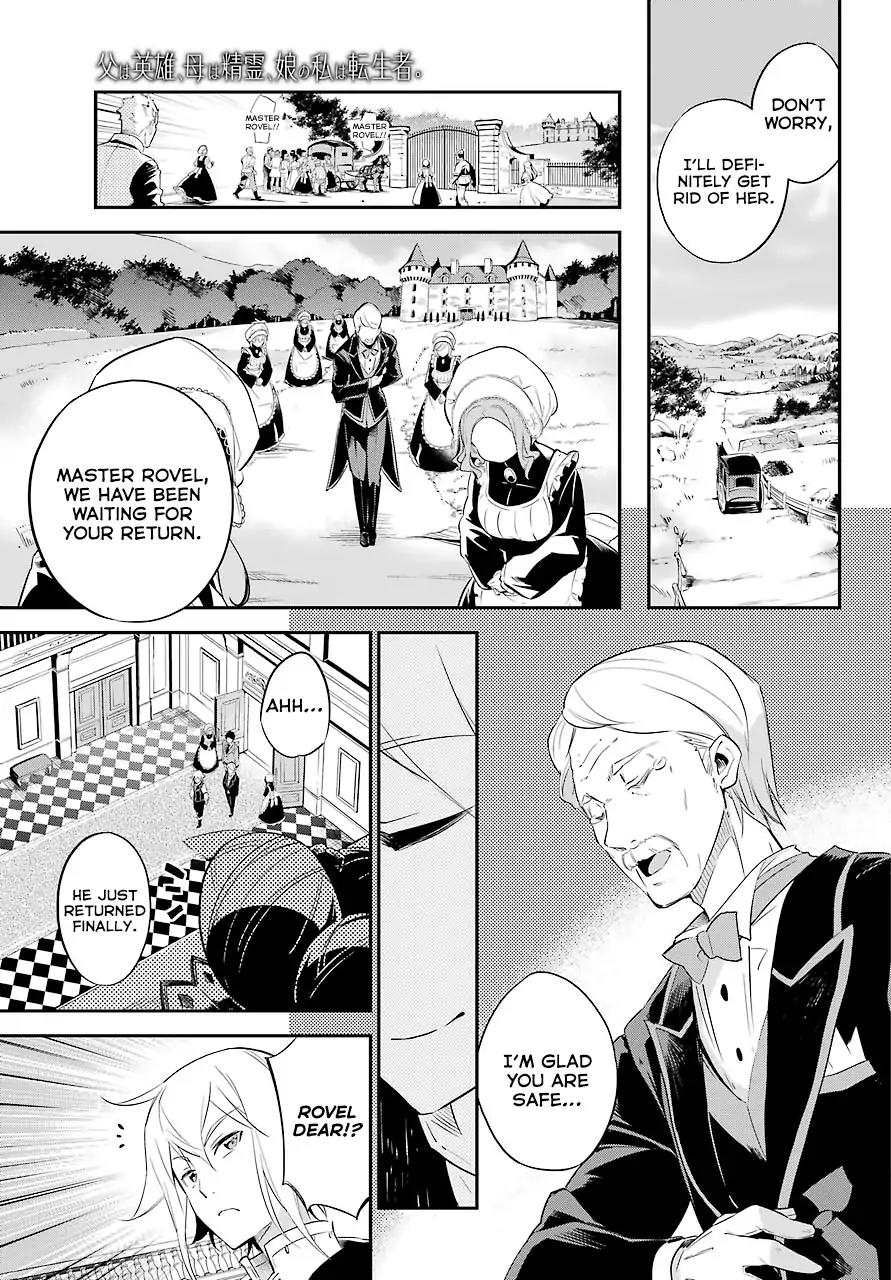 父は英雄、母は精霊、娘の私は転生者。
DON'T
WORRY,
I'LL DEFI-
NITELY GET
RID OF HER.
MASTER
ROVEL!!
MASTER
ROVEL!!
MASTER ROVEL,
WE HAVE BEEN
WAITING FOR
YOUR RETURN.
I'M GLAD
YOU ARE
SAFE...
AHH...
HE JUST
RETURNED
FINALLY.
ROVEL
DEAR!?